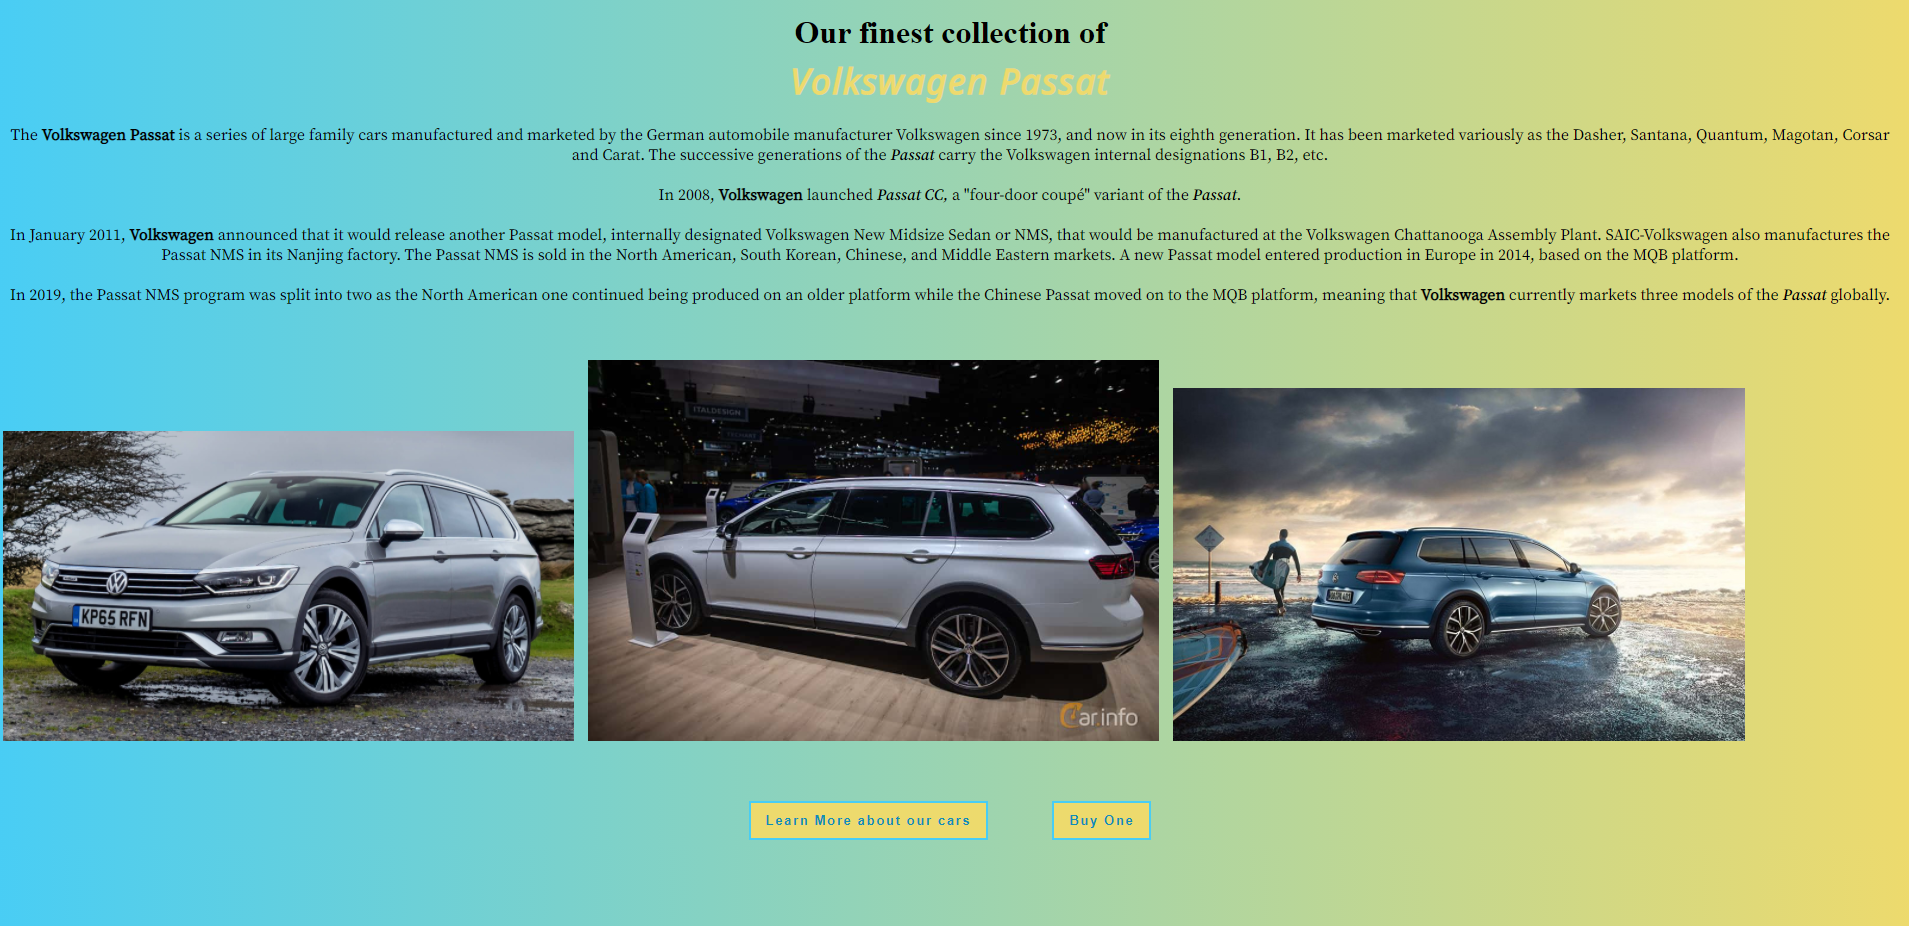 Our finest collection of
Volkswagen Passat
The Volkswagen Passat is a series of large family cars manufactured and marketed by the German automobile manufacturer Volkswagen since 1973, and now in its eighth generation. It has been marketed variously as the Dasher, Santana, Quantum, Magotan, Corsar
and Carat. The successive generations of the Passat carry the Volkswagen internal designations B1, B2, etc.
In 2008, Volkswagen launched Passat CC, a "four-door coupé" variant of the Passat.
In January 2011, Volkswagen announced that it would release another Passat model, internally designated Volkswagen New Midsize Sedan or NMS, that would be manufactured at the Volkswagen Chattanooga Assembly Plant. SAIC-Volkswagen also manufactures the
Passat NMS in its Nanjing factory. The Passat NMS is sold in the North American, South Korean, Chinese, and Middle Eastern markets. A new Passat model entered production in Europe in 2014, based on the MQB platform.
In 2019, the Passat NMS program was split into two as the North American one continued being produced on an older platform while the Chinese Passat moved on to the MQB platform, meaning that Volkswagen currently markets three models of the Passat globally.
KP65 RFN
ITALDESIGN
Car.info
Learn More about our cars
Buy One